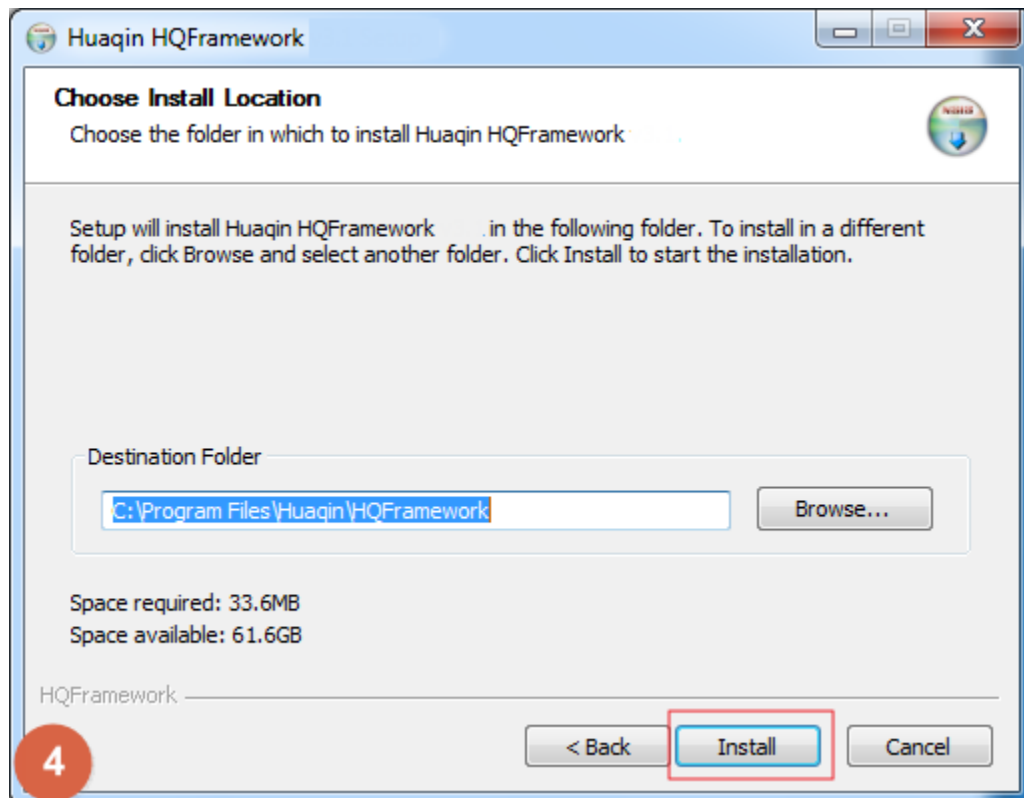 Huaqin HQFramework
Choose Install Location
Choose the folder in which to install Huaqin HQFramework .
Setup will install Huaqin HQFramework . in the following folder. To install in a different
folder, click Browse and select another folder. Click Install to start the installation.
Destination Folder
C:\Program Files\Huaqin\HQFramework
Browse...
Space required: 33.6MB
Space available: 61.6GB
HQFramework
< Back
Install
Cancel
4